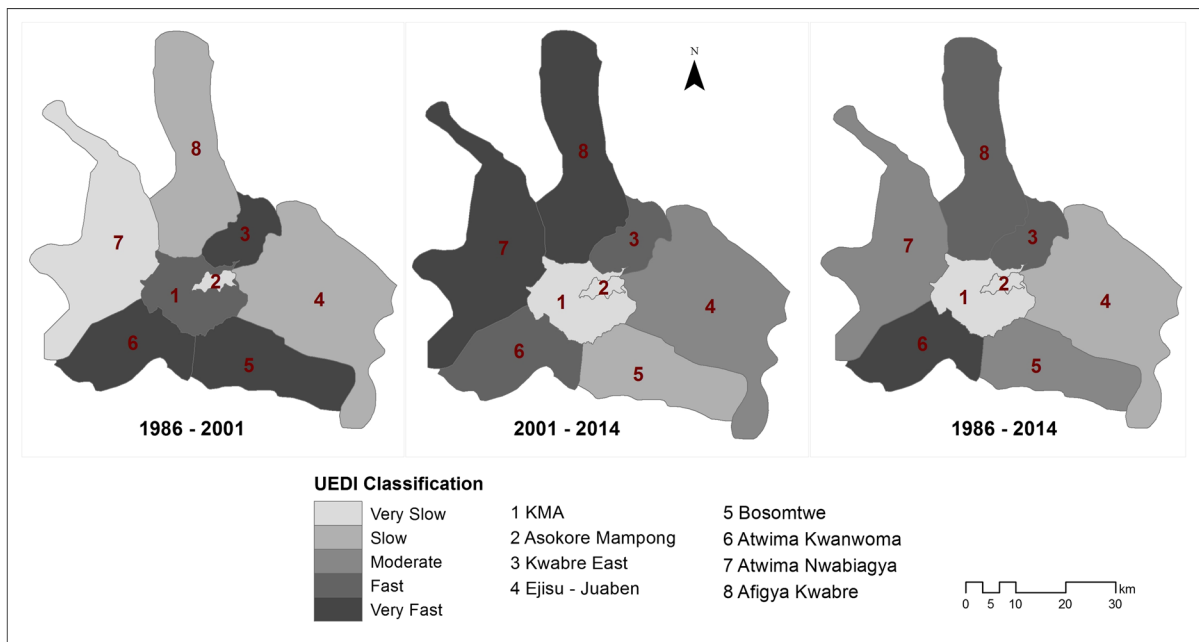 N
8
3
7
2
1
4
6
5
1986 - 2001
8
3
7
2
1
4
6
5
2001 - 2014
8
3
7
2
1
4
6
5
1986 - 2014
UEDI Classification
Very Slow
Slow
Moderate
Fast
Very Fast
1 KMA
2 Asokore Mampong
3 Kwabre East
4 Ejisu - Juaben
5 Bosomtwe
6 Atwima Kwanwoma
7 Atwima Nwabiagya
8 Afigya Kwabre
km
0 5 10 20 30